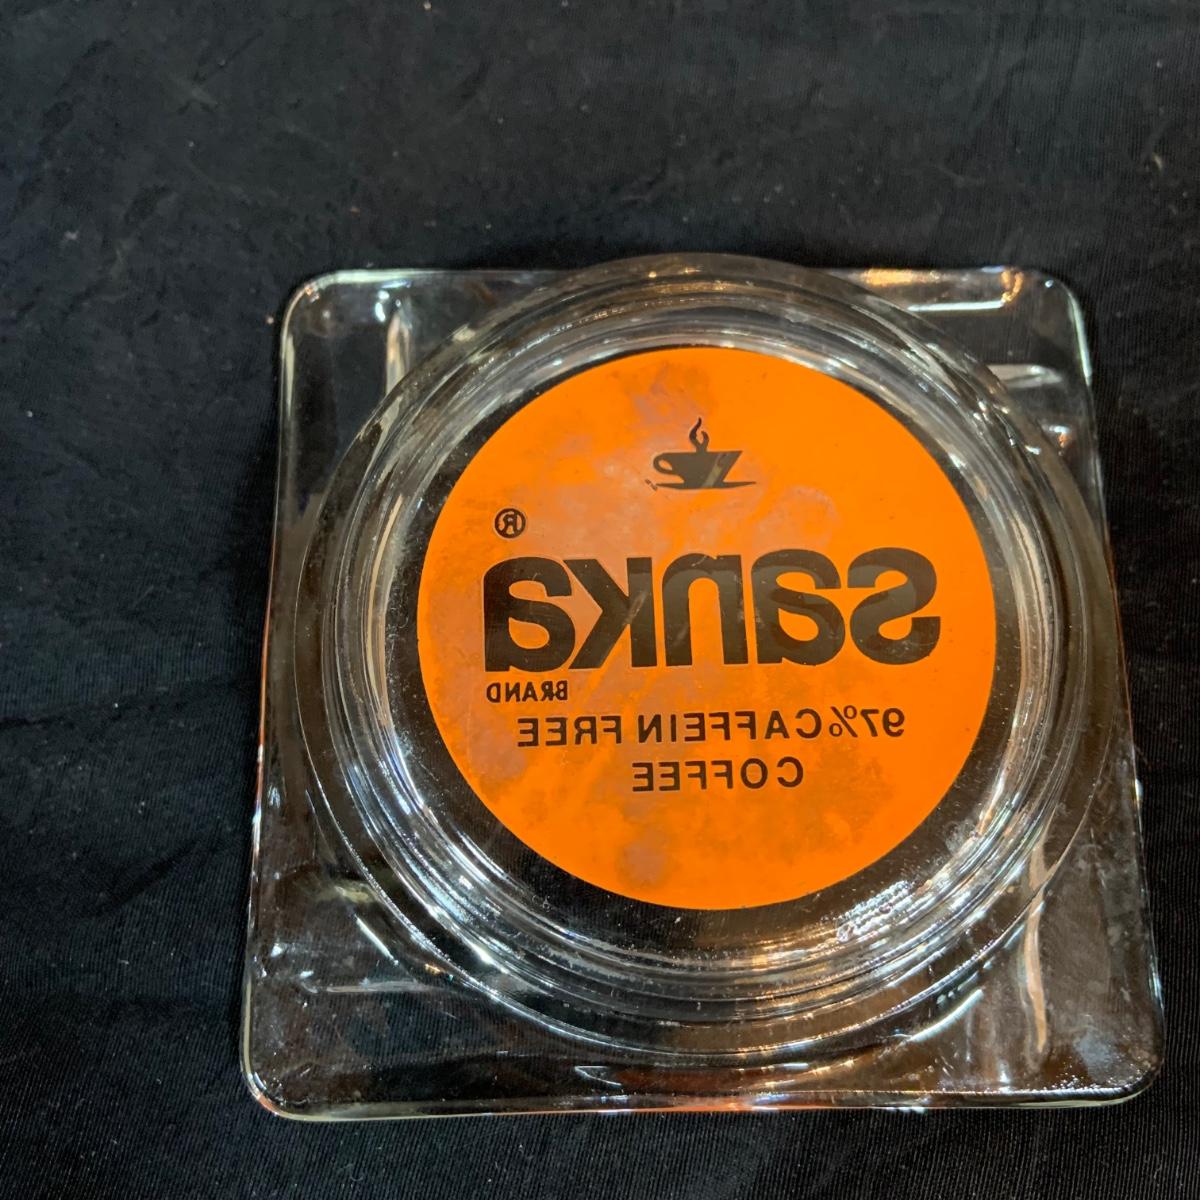 sanka®
BRAND
97% CAFFEIN FREE
COFFEE